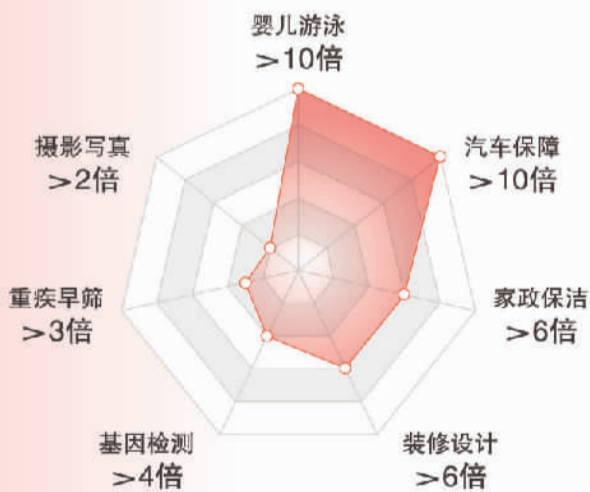 婴儿游泳
>10倍
汽车保障
>10倍
家政保洁
>6倍
装修设计
>6倍
基因检测
>4倍
重疾早筛
>3倍
摄影写真
>2倍